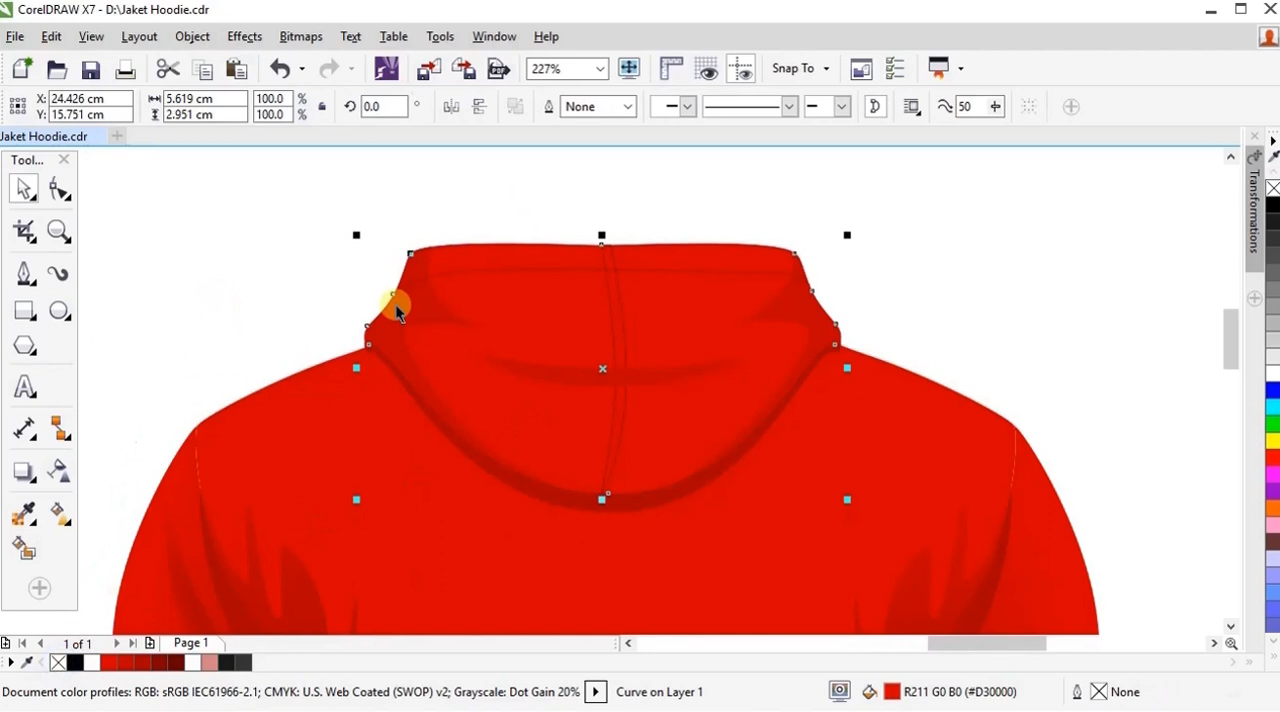 CorelDRAW X7 - D:\Jaket Hoodie.cdr
File Edit View Layout Object Effects Bitmaps Text Table Tools Window Help
PDF 227% Snap To
X: 24.426 cm 5.619 cm 100.0 % 0.0 ° None 50
Y: 15.751 cm 2.951 cm 100.0 %
Jaket Hoodie.cdr
Tool...
Transformations
1 of 1 Page 1
Document color profiles: RGB: sRGB IEC61966-2.1; CMYK: U.S. Web Coated (SWOP) v2; Grayscale: Dot Gain 20% Curve on Layer 1 R211 G0 B0 (#D30000) None